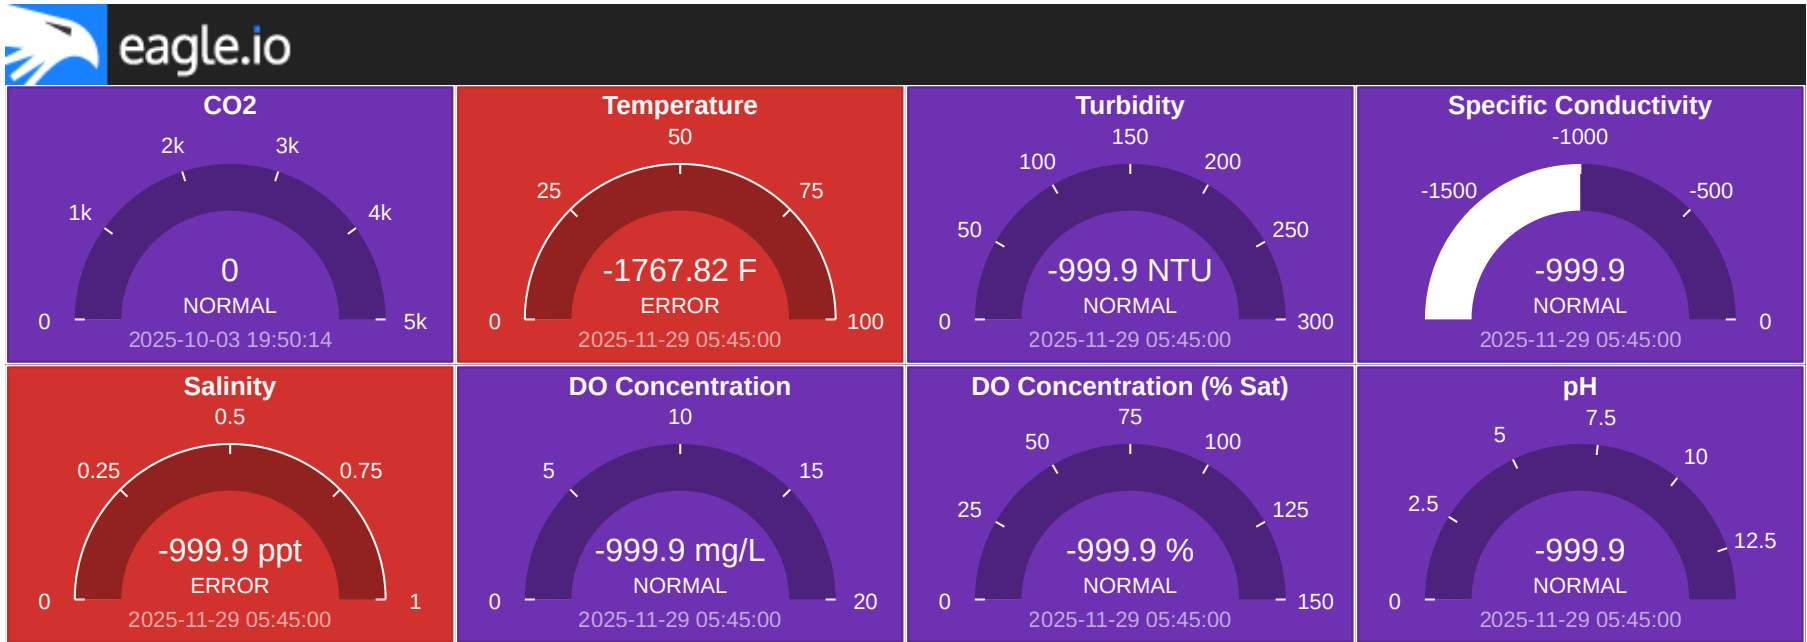 eagle.io
CO2
2k 3k
1k 4k
0
NORMAL
0 5k
2025-10-03 19:50:14
Temperature
50
25 75
-1767.82 F
ERROR
0 100
2025-11-29 05:45:00
Turbidity
150
100 200
50 250
-999.9 NTU
NORMAL
0 300
2025-11-29 05:45:00
Specific Conductivity
-1000
-1500 -500
-999.9
NORMAL
0
2025-11-29 05:45:00
Salinity
0.5
0.25 0.75
-999.9 ppt
ERROR
0 1
2025-11-29 05:45:00
DO Concentration
10
5 15
-999.9 mg/L
NORMAL
0 20
2025-11-29 05:45:00
DO Concentration (% Sat)
75
50 100
25 125
-999.9 %
NORMAL
0 150
2025-11-29 05:45:00
pH
7.5
5 10
2.5 12.5
-999.9
NORMAL
0
2025-11-29 05:45:00